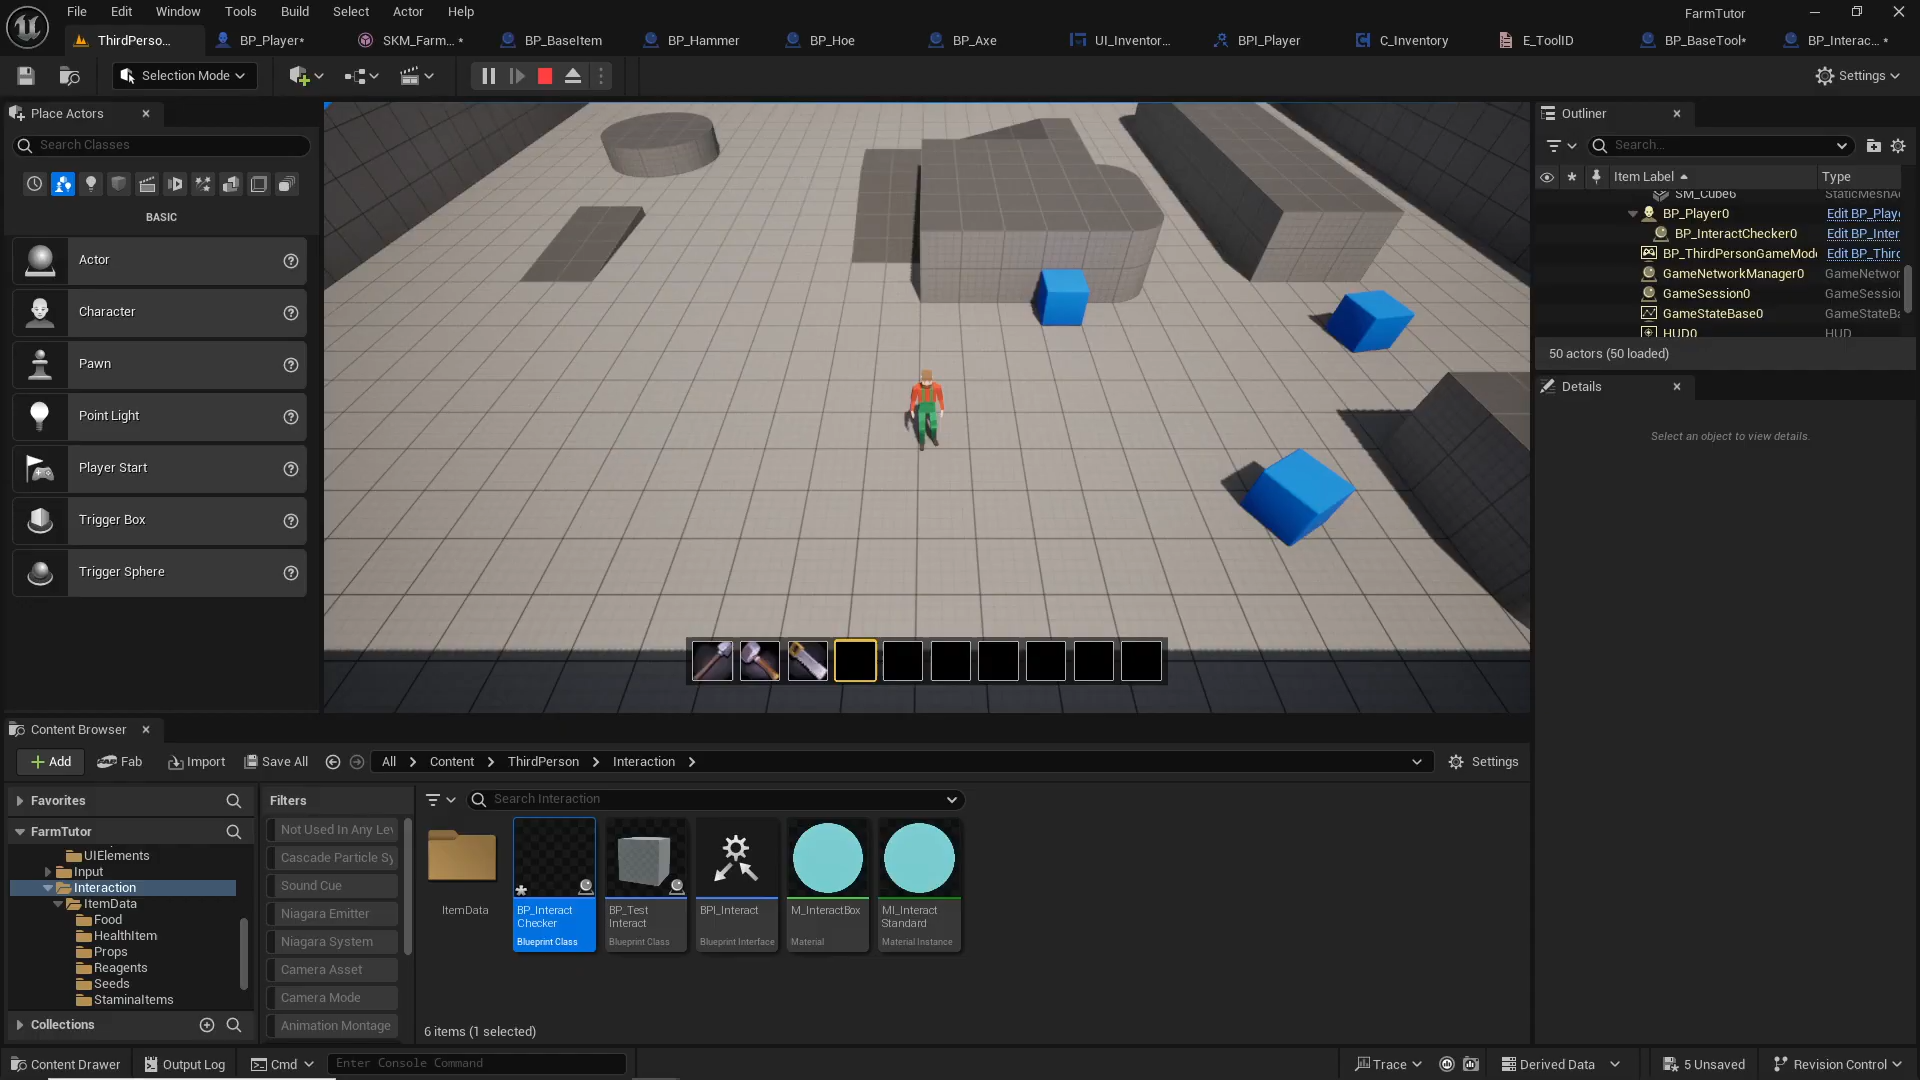 File Edit Window Tools Build Select Actor Help
FarmTutor
ThirdPerso...
BP_Player*
SKM_Farm... *
BP_BaseItem
BP_Hammer
BP_Hoe
BP_Axe
UI_Inventor...
BPI_Player
C_Inventory
E_ToolID
BP_BaseTool*
BP_Interac... *
Selection Mode
Settings
Place Actors
Search Classes
BASIC
Actor
Character
Pawn
Point Light
Player Start
Trigger Box
Trigger Sphere
Outliner
Search...
Item Label
Type
SM_Cube6 StaticMeshA
BP_Player0 Edit BP_Play
BP_InteractChecker0 Edit BP_Inter
BP_ThirdPersonGameMod Edit BP_Third
GameNetworkManager0 GameNetwor
GameSession0 GameSession
GameStateBase0 GameStateBa
HUD0 HUD
50 actors (50 loaded)
Details
Select an object to view details.
Content Browser
Add
Fab
Import
Save All
All
Content
ThirdPerson
Interaction
Settings
Favorites
FarmTutor
UIElements
Input
Interaction
ItemData
Food
HealthItem
Props
Reagents
Seeds
StaminaItems
Collections
Filters
Not Used In Any Lev
Cascade Particle Sy
Sound Cue
Niagara Emitter
Niagara System
Camera Asset
Camera Mode
Animation Montage
Search Interaction
ItemData
BP_Interact
Checker
Blueprint Class
BP_Test
Interact
Blueprint Class
BPI_Interact
Blueprint Interface
M_InteractBox
Material
MI_Interact
Standard
Material Instance
6 items (1 selected)
Content Drawer
Output Log
Cmd
Enter Console Command
Trace
Derived Data
5 Unsaved
Revision Control